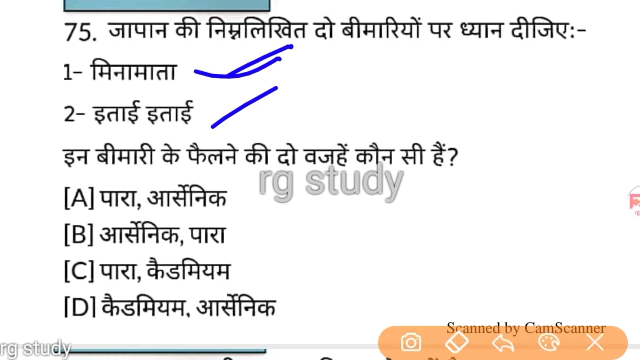 75. जापान की निम्नलिखित दो बीमारियों पर ध्यान दीजिए:-
1- मिनामाता
2- इताई इताई
इन बीमारी के फैलने की दो वजहें कौन सी हैं?
rg study
[A] पारा, आर्सेनिक
[B] आर्सेनिक, पारा
[C] पारा, कैडमियम
[D] कैडमियम, आर्सेनिक
Scanned by CamScanner
rg study